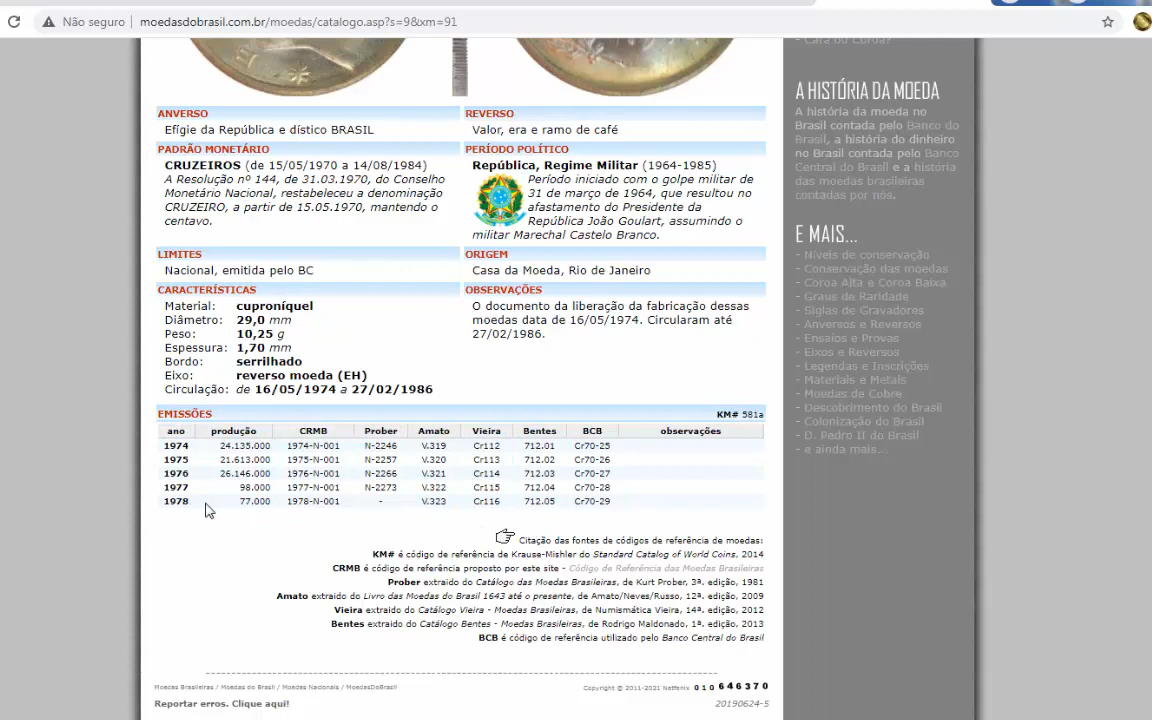 Não seguro | moedasdobrasil.com.br/moedas/catalogo.asp?s=9&xm=91
- Cara ou Coroa?
ANVERSO
Efígie da República e dístico BRASIL
REVERSO
Valor, era e ramo de café
PADRÃO MONETÁRIO
CRUZEIROS (de 15/05/1970 a 14/08/1984)
A Resolução nº 144, de 31.03.1970, do Conselho
Monetário Nacional, restabeleceu a denominação
CRUZEIRO, a partir de 15.05.1970, mantendo o
centavo.
PERÍODO POLÍTICO
República, Regime Militar (1964-1985)
Período iniciado com o golpe militar de
31 de março de 1964, que resultou no
afastamento do Presidente da
República João Goulart, assumindo o
militar Marechal Castelo Branco.
LIMITES
Nacional, emitida pelo BC
ORIGEM
Casa da Moeda, Rio de Janeiro
CARACTERÍSTICAS
Material: cuproníquel
Diâmetro: 29,0 mm
Peso: 10,25 g
Espessura: 1,70 mm
Bordo: serrilhado
Eixo: reverso moeda (EH)
Circulação: de 16/05/1974 a 27/02/1986
OBSERVAÇÕES
O documento da liberação da fabricação dessas
moedas data de 16/05/1974. Circularam até
27/02/1986.
EMISSÕES KM# 581a
ano produção CRMB Prober Amato Vieira Bentes BCB observações
1974 24.135.000 1974-N-001 N-2246 V.319 Cr112 712.01 Cr70-25
1975 21.613.000 1975-N-001 N-2257 V.320 Cr113 712.02 Cr70-26
1976 26.146.000 1976-N-001 N-2266 V.321 Cr114 712.03 Cr70-27
1977 98.000 1977-N-001 N-2273 V.322 Cr115 712.04 Cr70-28
1978 77.000 1978-N-001 - V.323 Cr116 712.05 Cr70-29
Citação das fontes de códigos de referência de moedas:
KM# é código de referência de Krause-Mishler do Standard Catalog of World Coins, 2014
CRMB é código de referência proposto por este site - Código de Referência das Moedas Brasileiras
Prober extraido do Catálogo das Moedas Brasileiras, de Kurt Prober, 3ª. edição, 1981
Amato extraido do Livro das Moedas do Brasil 1643 até o presente, de Amato/Neves/Russo, 12ª. edição, 2009
Vieira extraido do Catálogo Vieira - Moedas Brasileiras, de Numismática Vieira, 14ª. edição, 2012
Bentes extraido do Catálogo Bentes - Moedas Brasileiras, de Rodrigo Maldonado, 1ª. edição, 2013
BCB é código de referência utilizado pelo Banco Central do Brasil
Moedas Brasileiras / Moedas do Brasil / Moedas Nacionais / MoedasDoBrasil
Copyright © 2011-2021 Netfenix 010646370
Reportar erros. Clique aqui!
20190624-5
A HISTÓRIA DA MOEDA
A história da moeda no
Brasil contada pelo Banco do
Brasil, a história do dinheiro
no Brasil contada pelo Banco
Central do Brasil e a história
das moedas brasileiras
contadas por nós.
E MAIS...
- Níveis de conservação
- Conservação das moedas
- Coroa Alta e Coroa Baixa
- Graus de Raridade
- Siglas de Gravadores
- Anversos e Reversos
- Ensaios e Provas
- Eixos e Reversos
- Legendas e Inscrições
- Materiais e Metais
- Moedas de Cobre
- Descobrimento do Brasil
- Colonização do Brasil
- D. Pedro II do Brasil
- e ainda mais...